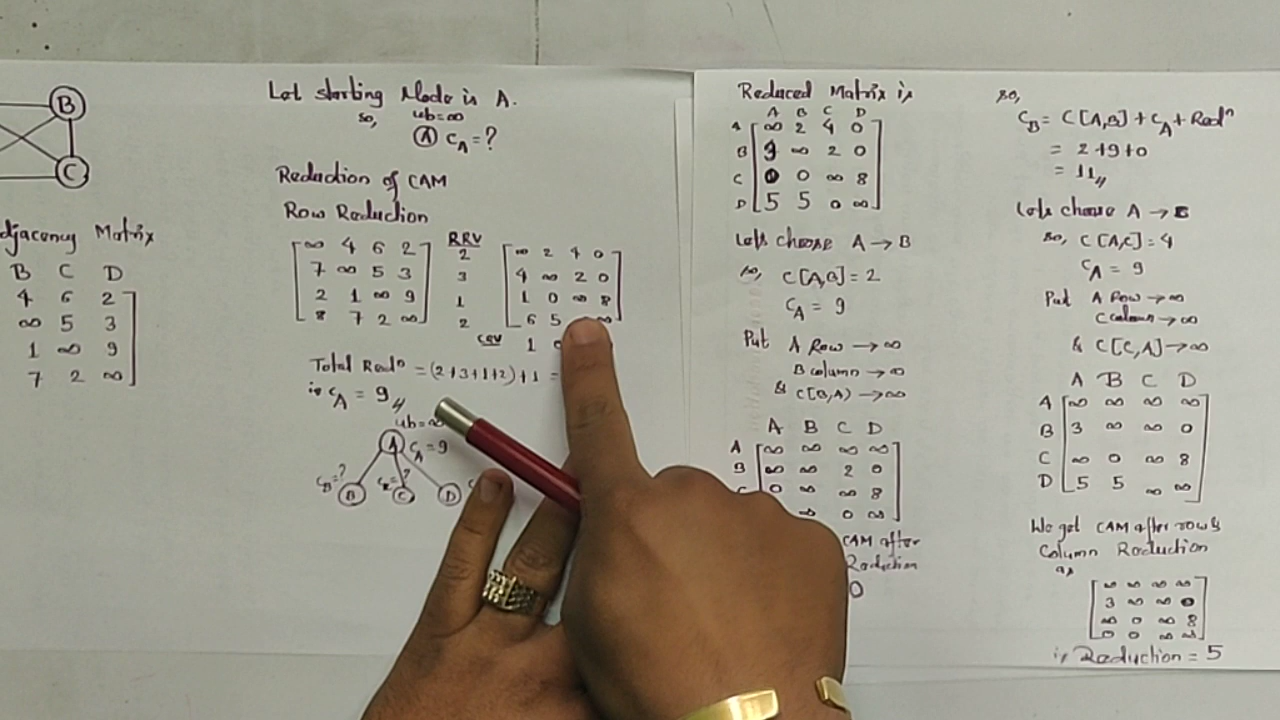 B
C
djacency Matrix
B C D
4 6 2
∞ 5 3
1 ∞ 9
7 2 ∞
Let starting Node is A.
so, ub=∞
A C_A = ?
Reduction of CAM
Row Reduction
RRV
∞ 4 6 2 2 ∞ 2 4 0
7 ∞ 5 3 3 4 ∞ 2 0
2 1 ∞ 9 1 1 0 ∞ 8
8 7 2 ∞ 2 6 5 ∞
CRV 1
Total Redⁿ = (2+3+1+2)+1 =
is C_A = 9
ub=∞
A C_A = 9
C_B=? C_C=?
B C D
Reduced Matrix is
A B C D
A ∞ 2 4 0
B 9 ∞ 2 0
C 0 0 ∞ 8
D 5 5 0 ∞
Lets choose A → B
so, C[A,B] = 2
C_A = 9
Put A Row → ∞
B column → ∞
& C(B,A) → ∞
A B C D
A ∞ ∞ ∞ ∞
B ∞ ∞ 2 0
C 0 ∞ ∞ 8
∞ 0 ∞
CAM after
Reduction
0
so,
C_B = C[A,B] + C_A + Redⁿ
= 2+9+0
= 11
Lets choose A → C
so, C[A,C] = 4
C_A = 9
Put A Row → ∞
C column → ∞
& C[C,A] → ∞
A B C D
A ∞ ∞ ∞ ∞
B 3 ∞ ∞ 0
C ∞ 0 ∞ 8
D 5 5 ∞ ∞
We get CAM after row &
Column Reduction
as
∞ ∞ ∞ ∞
3 ∞ ∞ 0
∞ 0 ∞ 8
0 0 ∞ ∞
is Reduction = 5